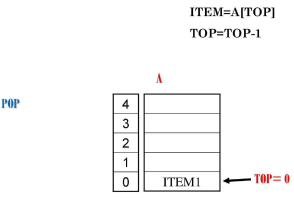 ITEM=A[TOP]
TOP=TOP-1
A
POP
4
3
2
1
0 ITEM1 TOP= 0